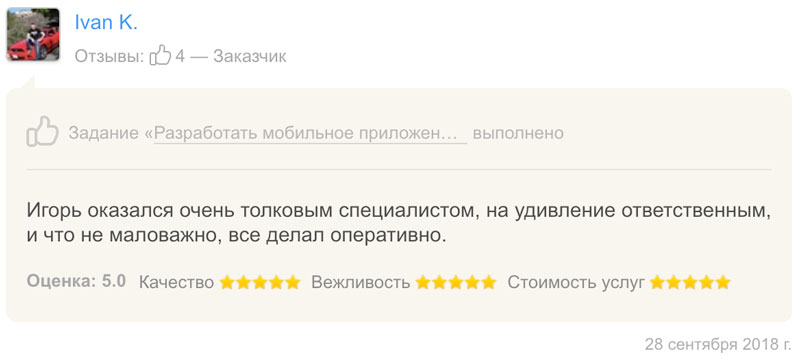 Ivan K.
Отзывы: 4 — Заказчик
Задание «Разработать мобильное приложен… выполнено
Игорь оказался очень толковым специалистом, на удивление ответственным,
и что не маловажно, все делал оперативно.
Оценка: 5.0 Качество Вежливость Стоимость услуг
28 сентября 2018 г.